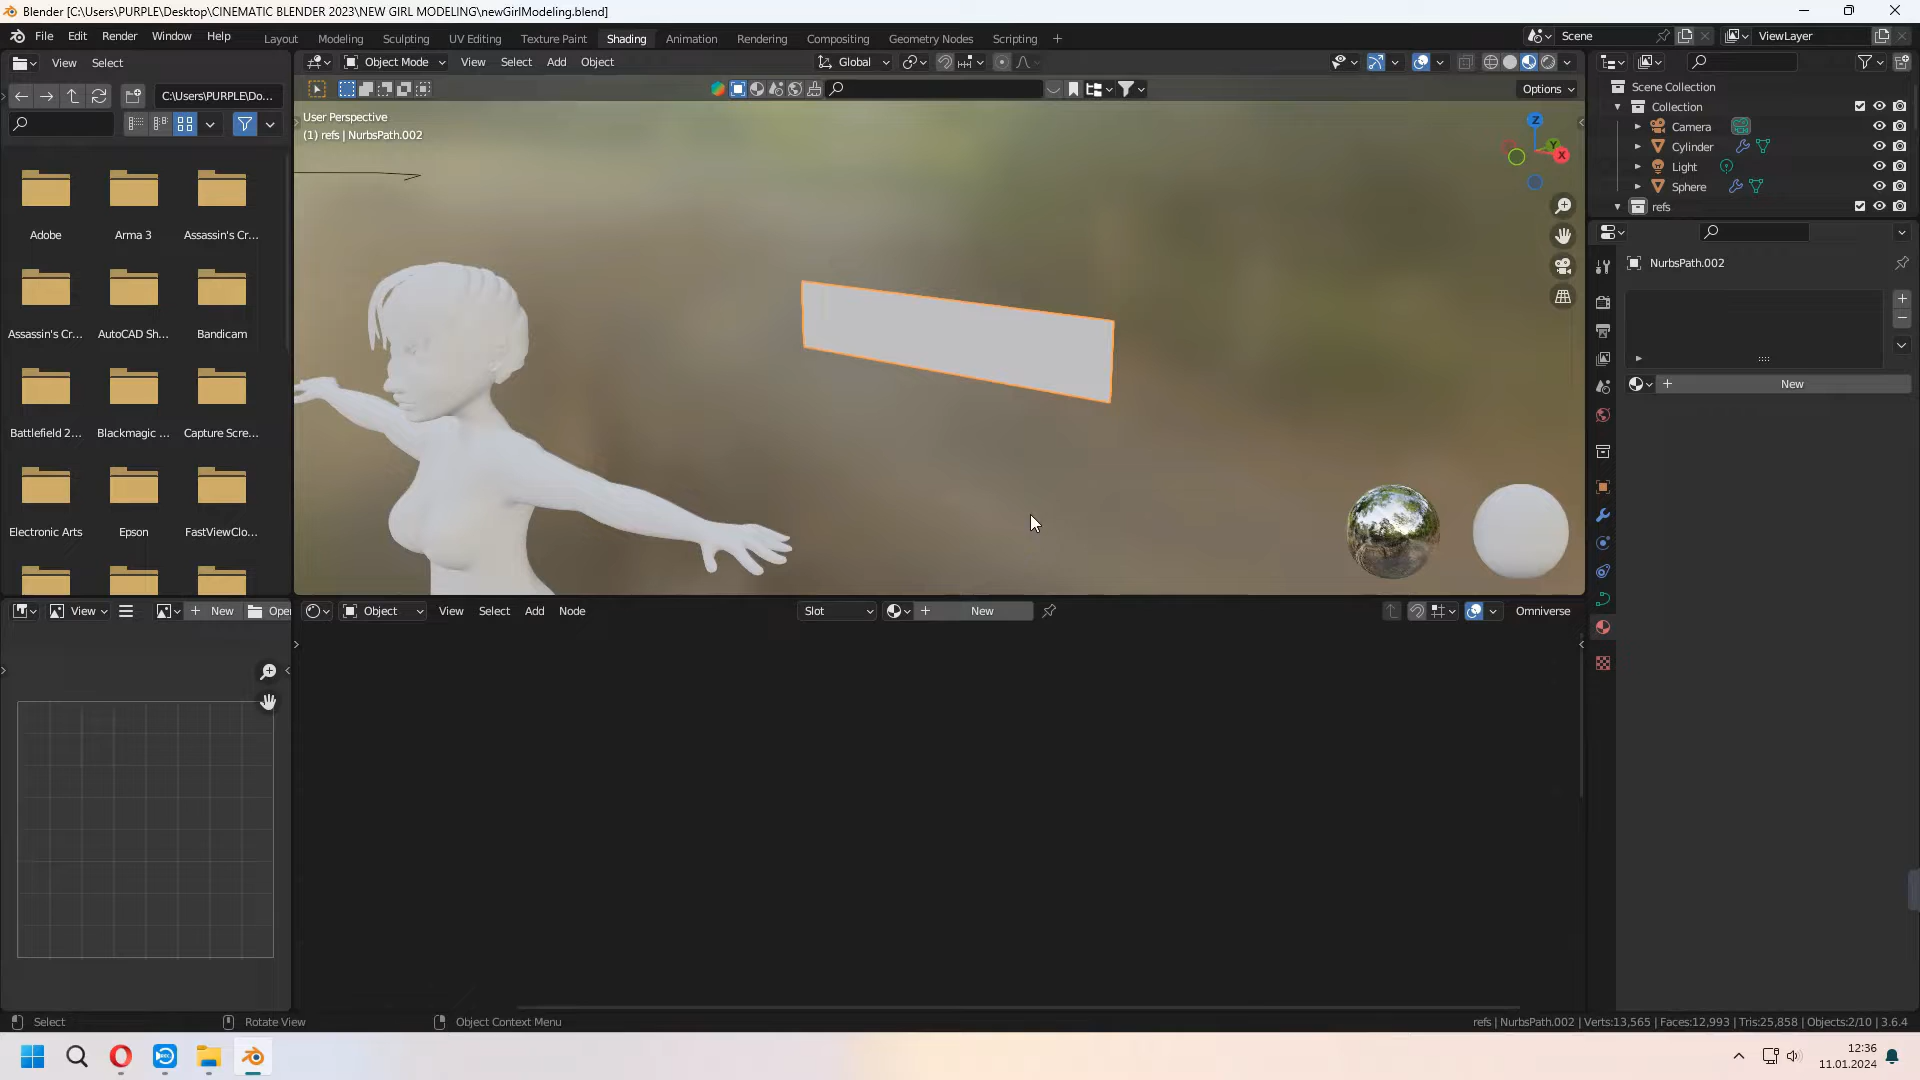 Blender [C:\Users\PURPLE\Desktop\CINEMATIC BLENDER 2023\NEW GIRL MODELING\newGirlModeling.blend]
File Edit Render Window Help
Layout Modeling Sculpting UV Editing Texture Paint Shading Animation Rendering Compositing Geometry Nodes Scripting +
Scene
ViewLayer
View Select
C:\Users\PURPLE\Do...
Object Mode View Select Add Object
Global
Options
User Perspective
(1) refs | NurbsPath.002
Z
Y
X
Adobe Arma 3 Assassin's Cr...
Assassin's Cr... AutoCAD Sh... Bandicam
Battlefield 2... Blackmagic ... Capture Scre...
Electronic Arts Epson FastViewClo...
Scene Collection
Collection
Camera
Cylinder
Light
Sphere
refs
NurbsPath.002
New
View New Open
Object View Select Add Node
Slot
New
Omniverse
Select Rotate View Object Context Menu
refs | NurbsPath.002 | Verts:13,565 | Faces:12,993 | Tris:25,858 | Objects:2/10 | 3.6.4
REC
12:36
11.01.2024